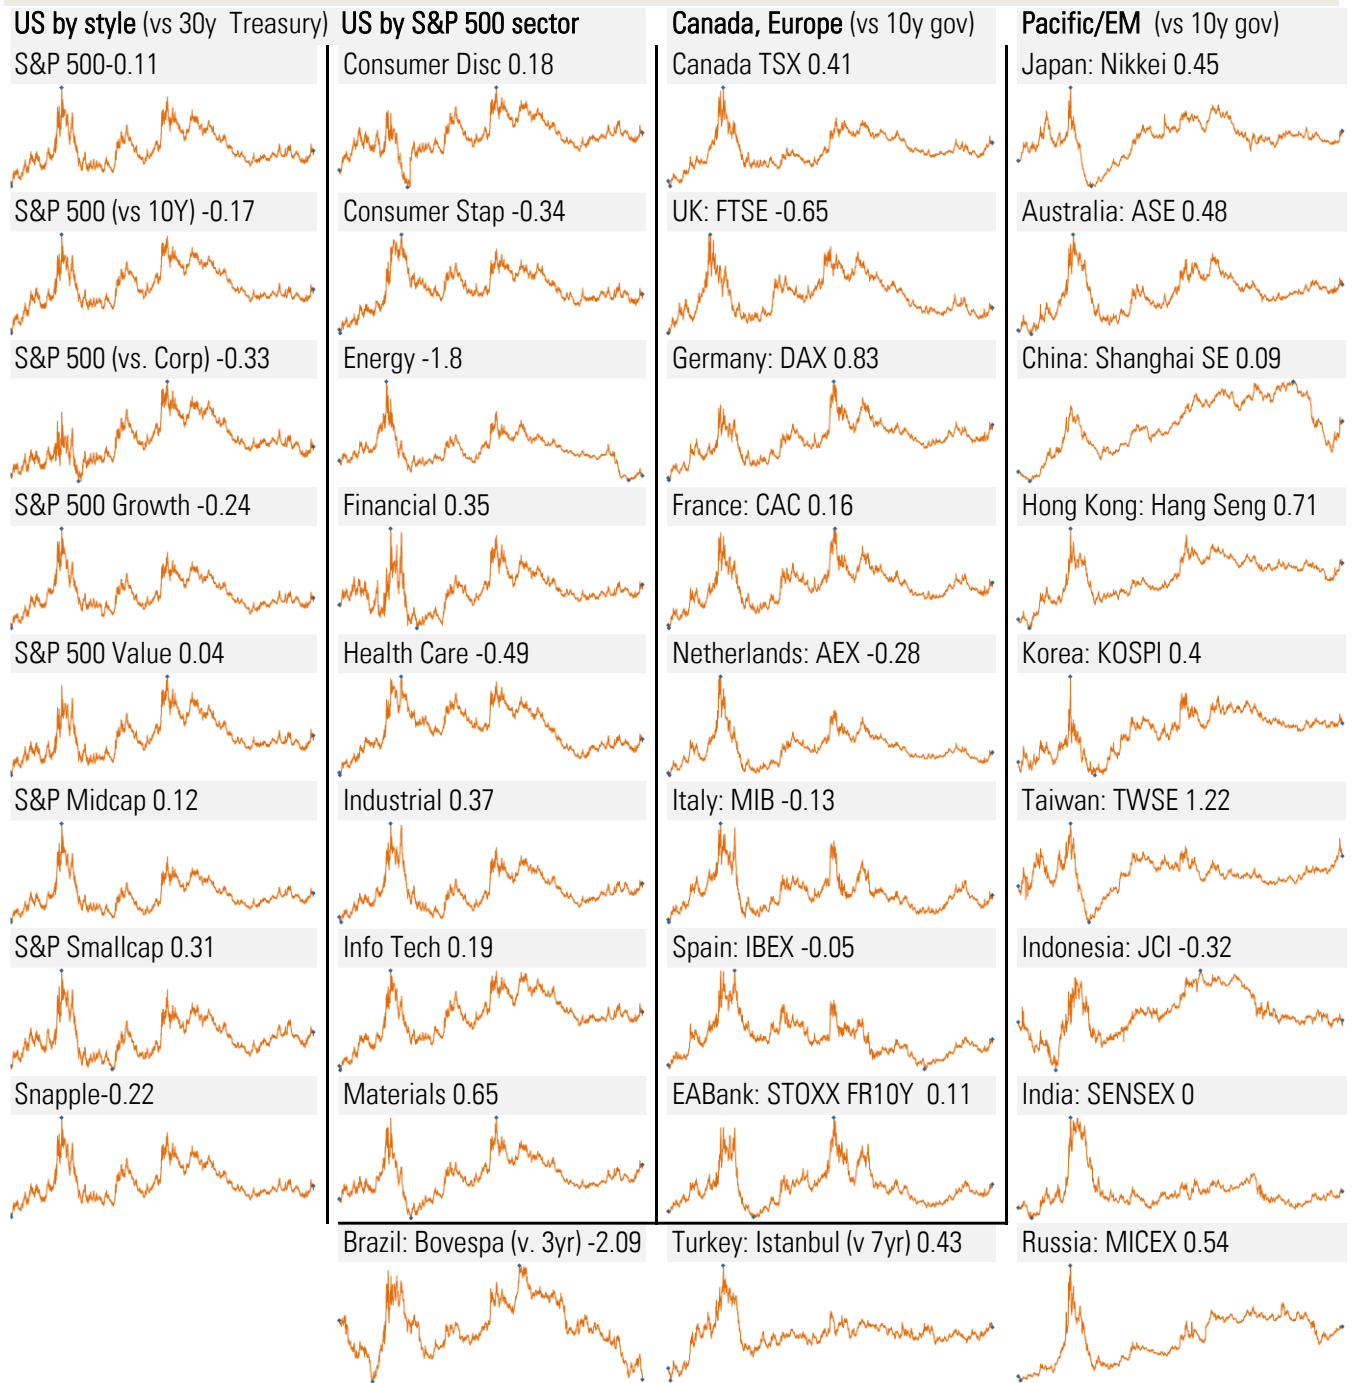 US by style (vs 30y Treasury)
S&P 500-0.11
S&P 500 (vs 10Y) -0.17
S&P 500 (vs. Corp) -0.33
S&P 500 Growth -0.24
S&P 500 Value 0.04
S&P Midcap 0.12
S&P Smallcap 0.31
Snapple-0.22
US by S&P 500 sector
Consumer Disc 0.18
Consumer Stap -0.34
Energy -1.8
Financial 0.35
Health Care -0.49
Industrial 0.37
Info Tech 0.19
Materials 0.65
Brazil: Bovespa (v. 3yr) -2.09
Canada, Europe (vs 10y gov)
Canada TSX 0.41
UK: FTSE -0.65
Germany: DAX 0.83
France: CAC 0.16
Netherlands: AEX -0.28
Italy: MIB -0.13
Spain: IBEX -0.05
EABank: STOXX FR10Y 0.11
Turkey: Istanbul (v 7yr) 0.43
Pacific/EM (vs 10y gov)
Japan: Nikkei 0.45
Australia: ASE 0.48
China: Shanghai SE 0.09
Hong Kong: Hang Seng 0.71
Korea: KOSPI 0.4
Taiwan: TWSE 1.22
Indonesia: JCI -0.32
India: SENSEX 0
Russia: MICEX 0.54